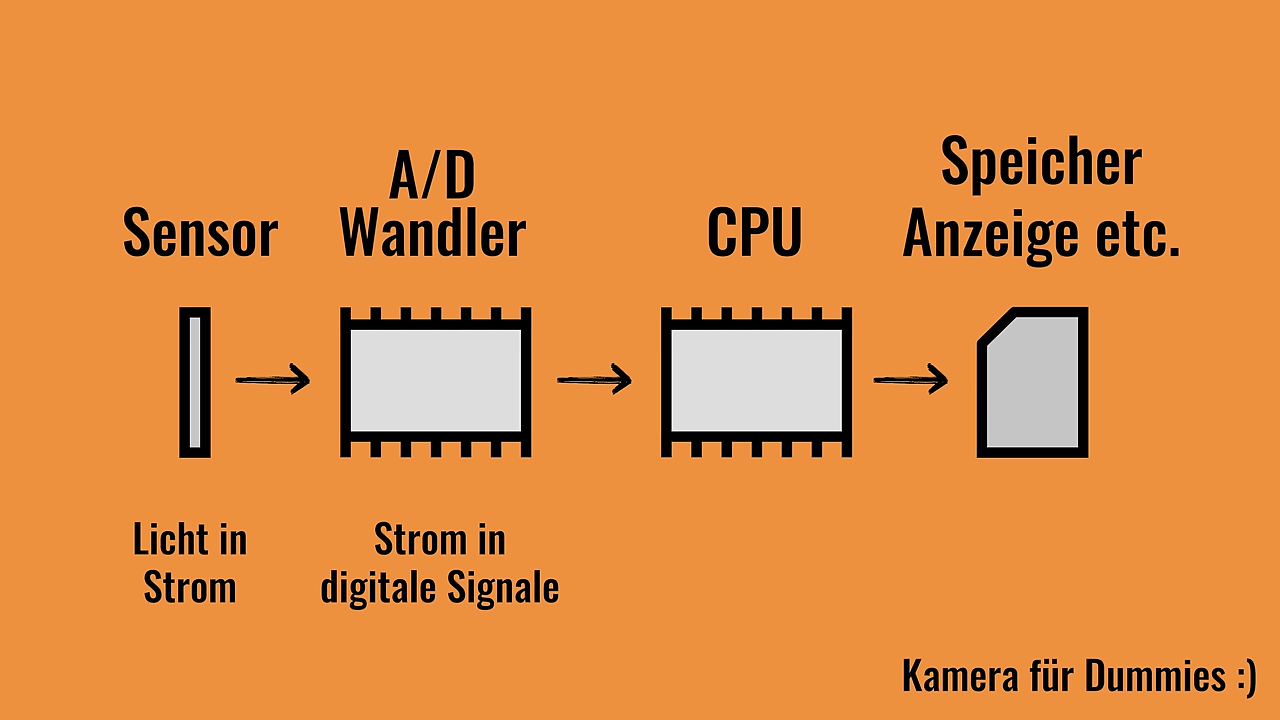 Sensor
A/D
Wandler
CPU
Speicher
Anzeige etc.
Licht in
Strom
Strom in
digitale Signale
Kamera für Dummies :)